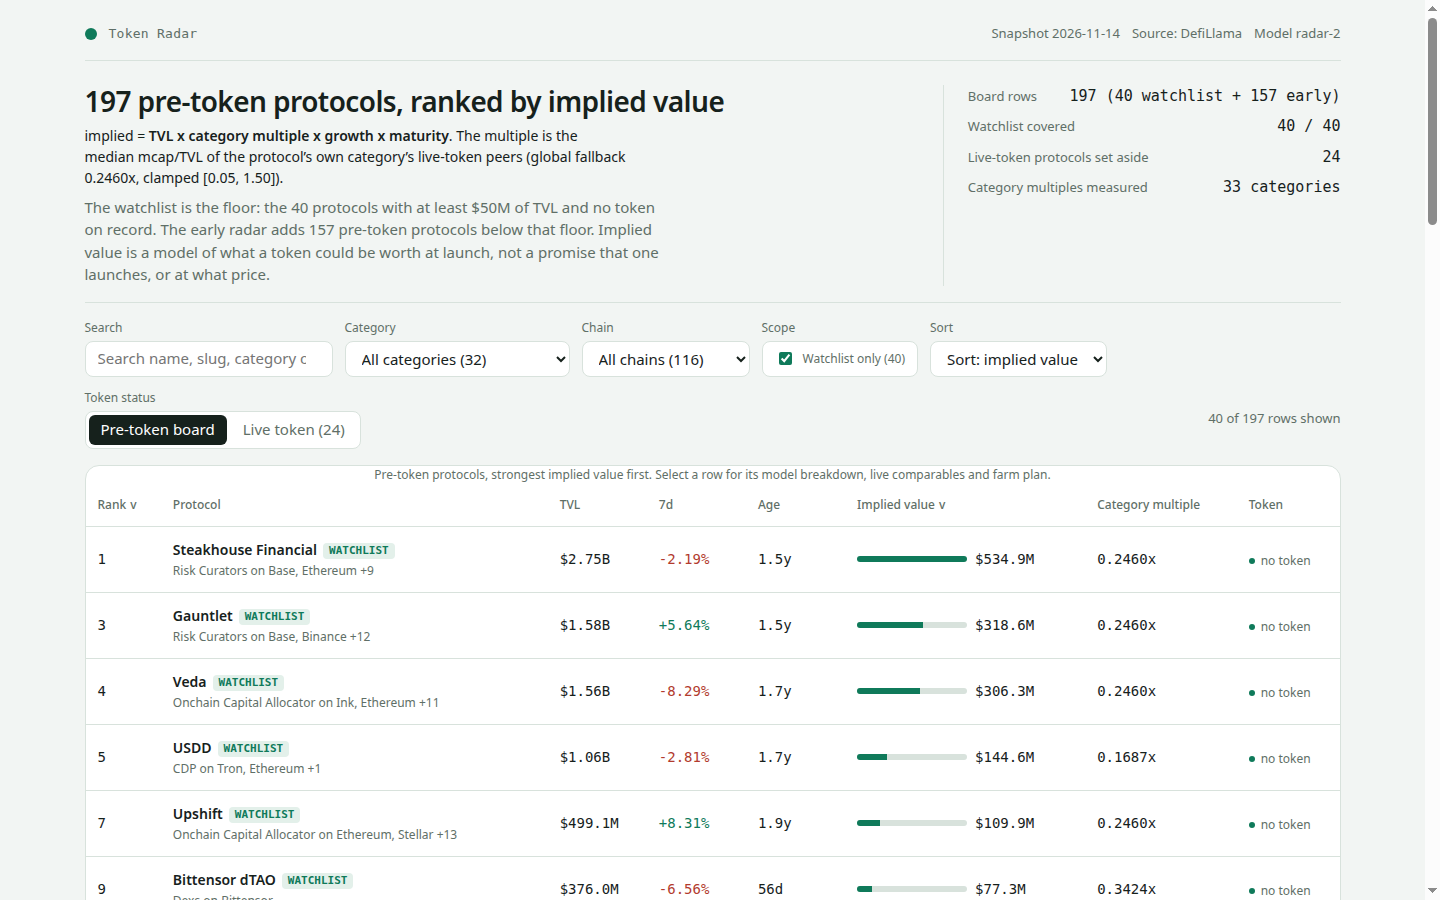 Token Radar
Snapshot 2026-11-14 Source: DefiLlama Model radar-2
197 pre-token protocols, ranked by implied value
implied = TVL x category multiple x growth x maturity. The multiple is the
median mcap/TVL of the protocol's own category's live-token peers (global fallback
0.2460x, clamped [0.05, 1.50]).
The watchlist is the floor: the 40 protocols with at least $50M of TVL and no token
on record. The early radar adds 157 pre-token protocols below that floor. Implied
value is a model of what a token could be worth at launch, not a promise that one
launches, or at what price.
Board rows 197 (40 watchlist + 157 early)
Watchlist covered 40 / 40
Live-token protocols set aside 24
Category multiples measured 33 categories
Search Category Chain Scope Sort
Search name, slug, category c All categories (32) All chains (116) Watchlist only (40) Sort: implied value
Token status
Pre-token board Live token (24)
40 of 197 rows shown
Pre-token protocols, strongest implied value first. Select a row for its model breakdown, live comparables and farm plan.
Rank v Protocol TVL 7d Age Implied value v Category multiple Token
1 Steakhouse Financial WATCHLIST $2.75B -2.19% 1.5y $534.9M 0.2460x no token
Risk Curators on Base, Ethereum +9
3 Gauntlet WATCHLIST $1.58B +5.64% 1.5y $318.6M 0.2460x no token
Risk Curators on Base, Binance +12
4 Veda WATCHLIST $1.56B -8.29% 1.7y $306.3M 0.2460x no token
Onchain Capital Allocator on Ink, Ethereum +11
5 USDD WATCHLIST $1.06B -2.81% 1.7y $144.6M 0.1687x no token
CDP on Tron, Ethereum +1
7 Upshift WATCHLIST $499.1M +8.31% 1.9y $109.9M 0.2460x no token
Onchain Capital Allocator on Ethereum, Stellar +13
9 Bittensor dTAO WATCHLIST $376.0M -6.56% 56d $77.3M 0.3424x no token
Dexs on Bittensor